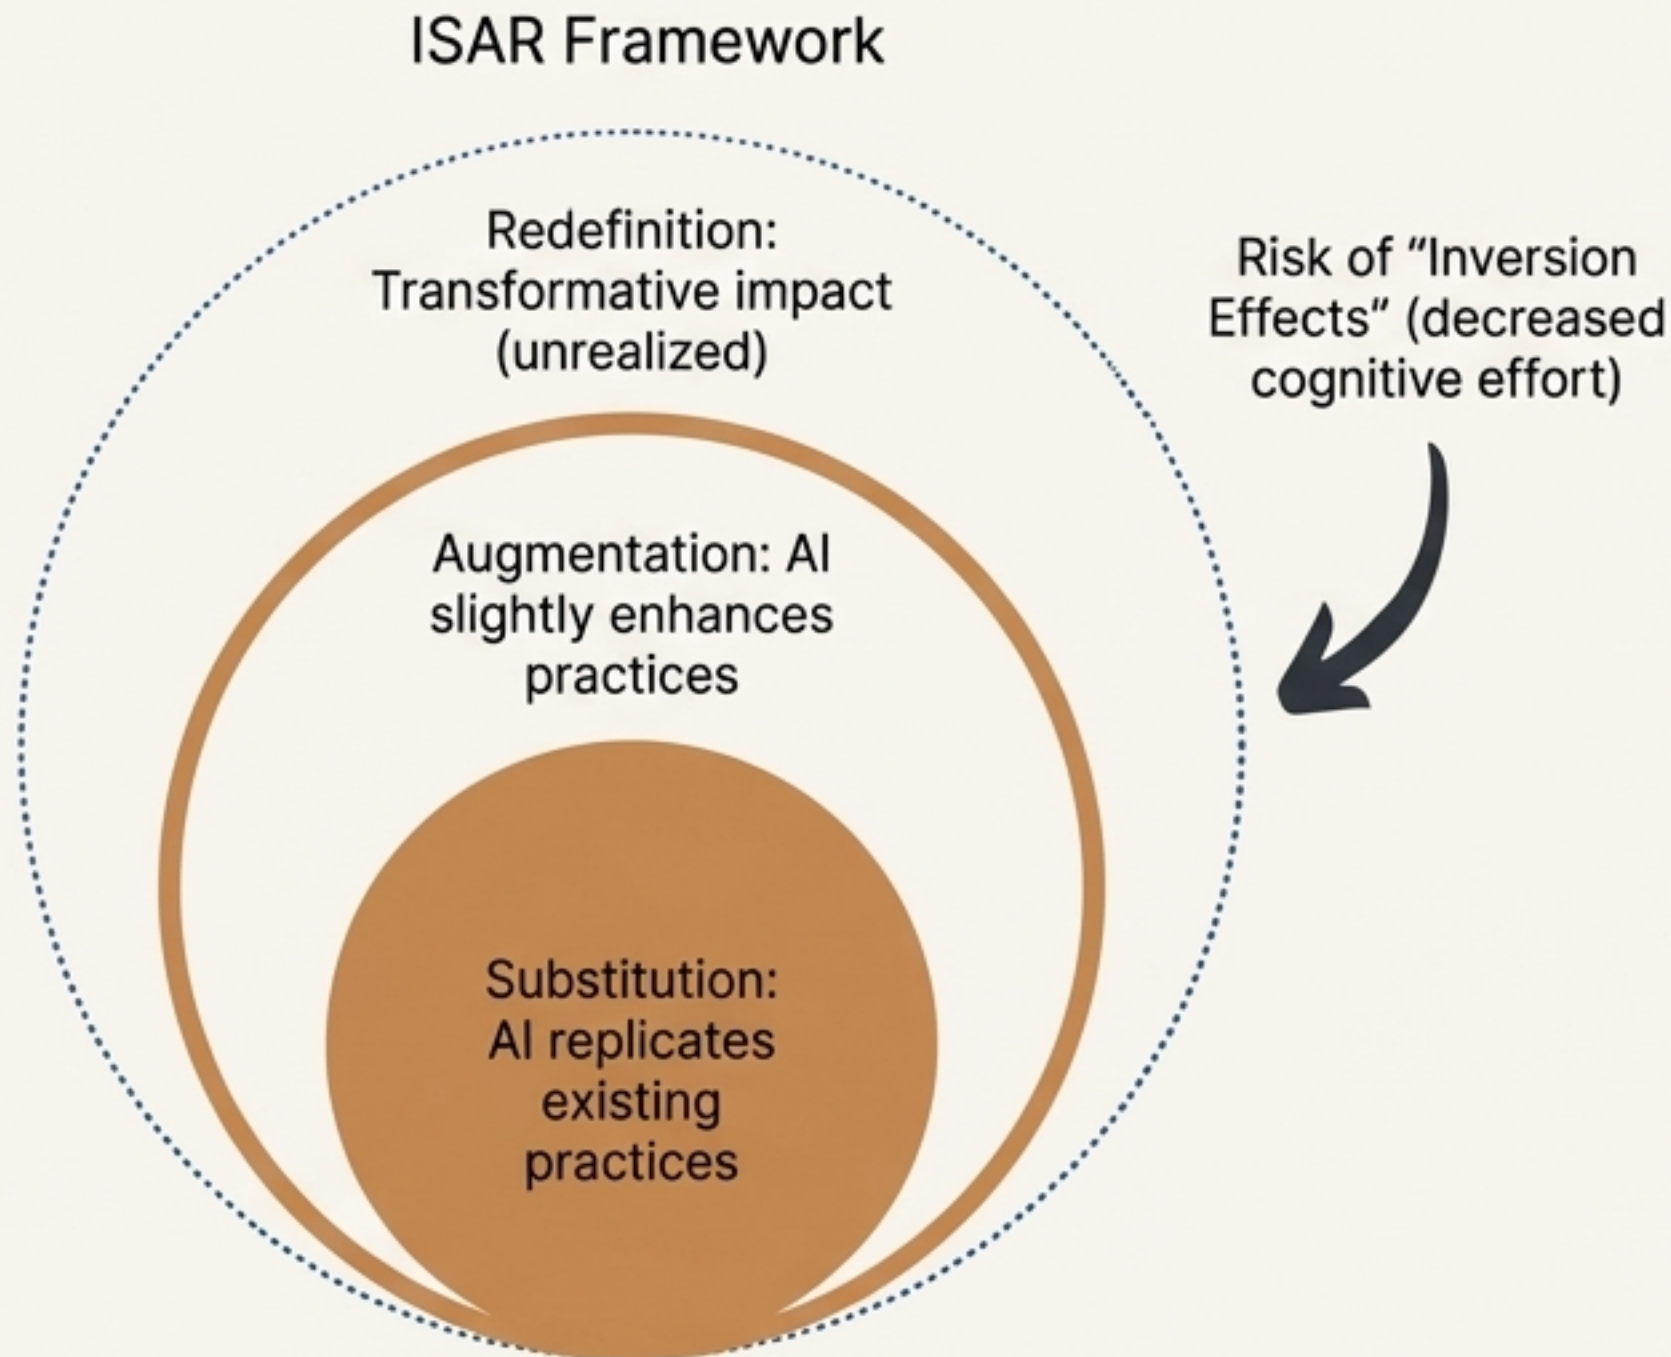 ISAR Framework
Redefinition:
Transformative impact
(unrealized)
Risk of “Inversion
Effects” (decreased
cognitive effort)
Augmentation: AI
slightly enhances
practices
Substitution:
AI replicates
existing
practices